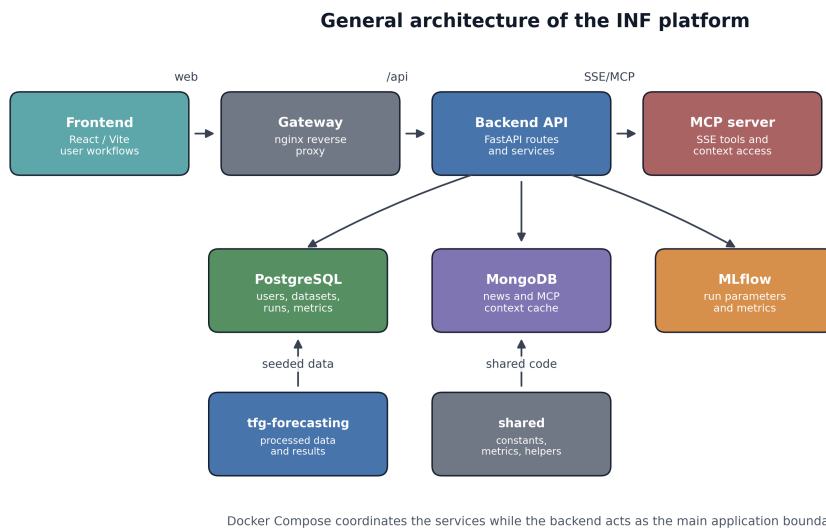 General architecture of the INF platform
web
/api
SSE/MCP
Frontend
React / Vite
user workflows
Gateway
nginx reverse
proxy
Backend API
FastAPI routes
and services
MCP server
SSE tools and
context access
PostgreSQL
users, datasets,
runs, metrics
MongoDB
news and MCP
context cache
MLflow
run parameters
and metrics
seeded data
shared code
tfg-forecasting
processed data
and results
shared
constants,
metrics, helpers
Docker Compose coordinates the services while the backend acts as the main application